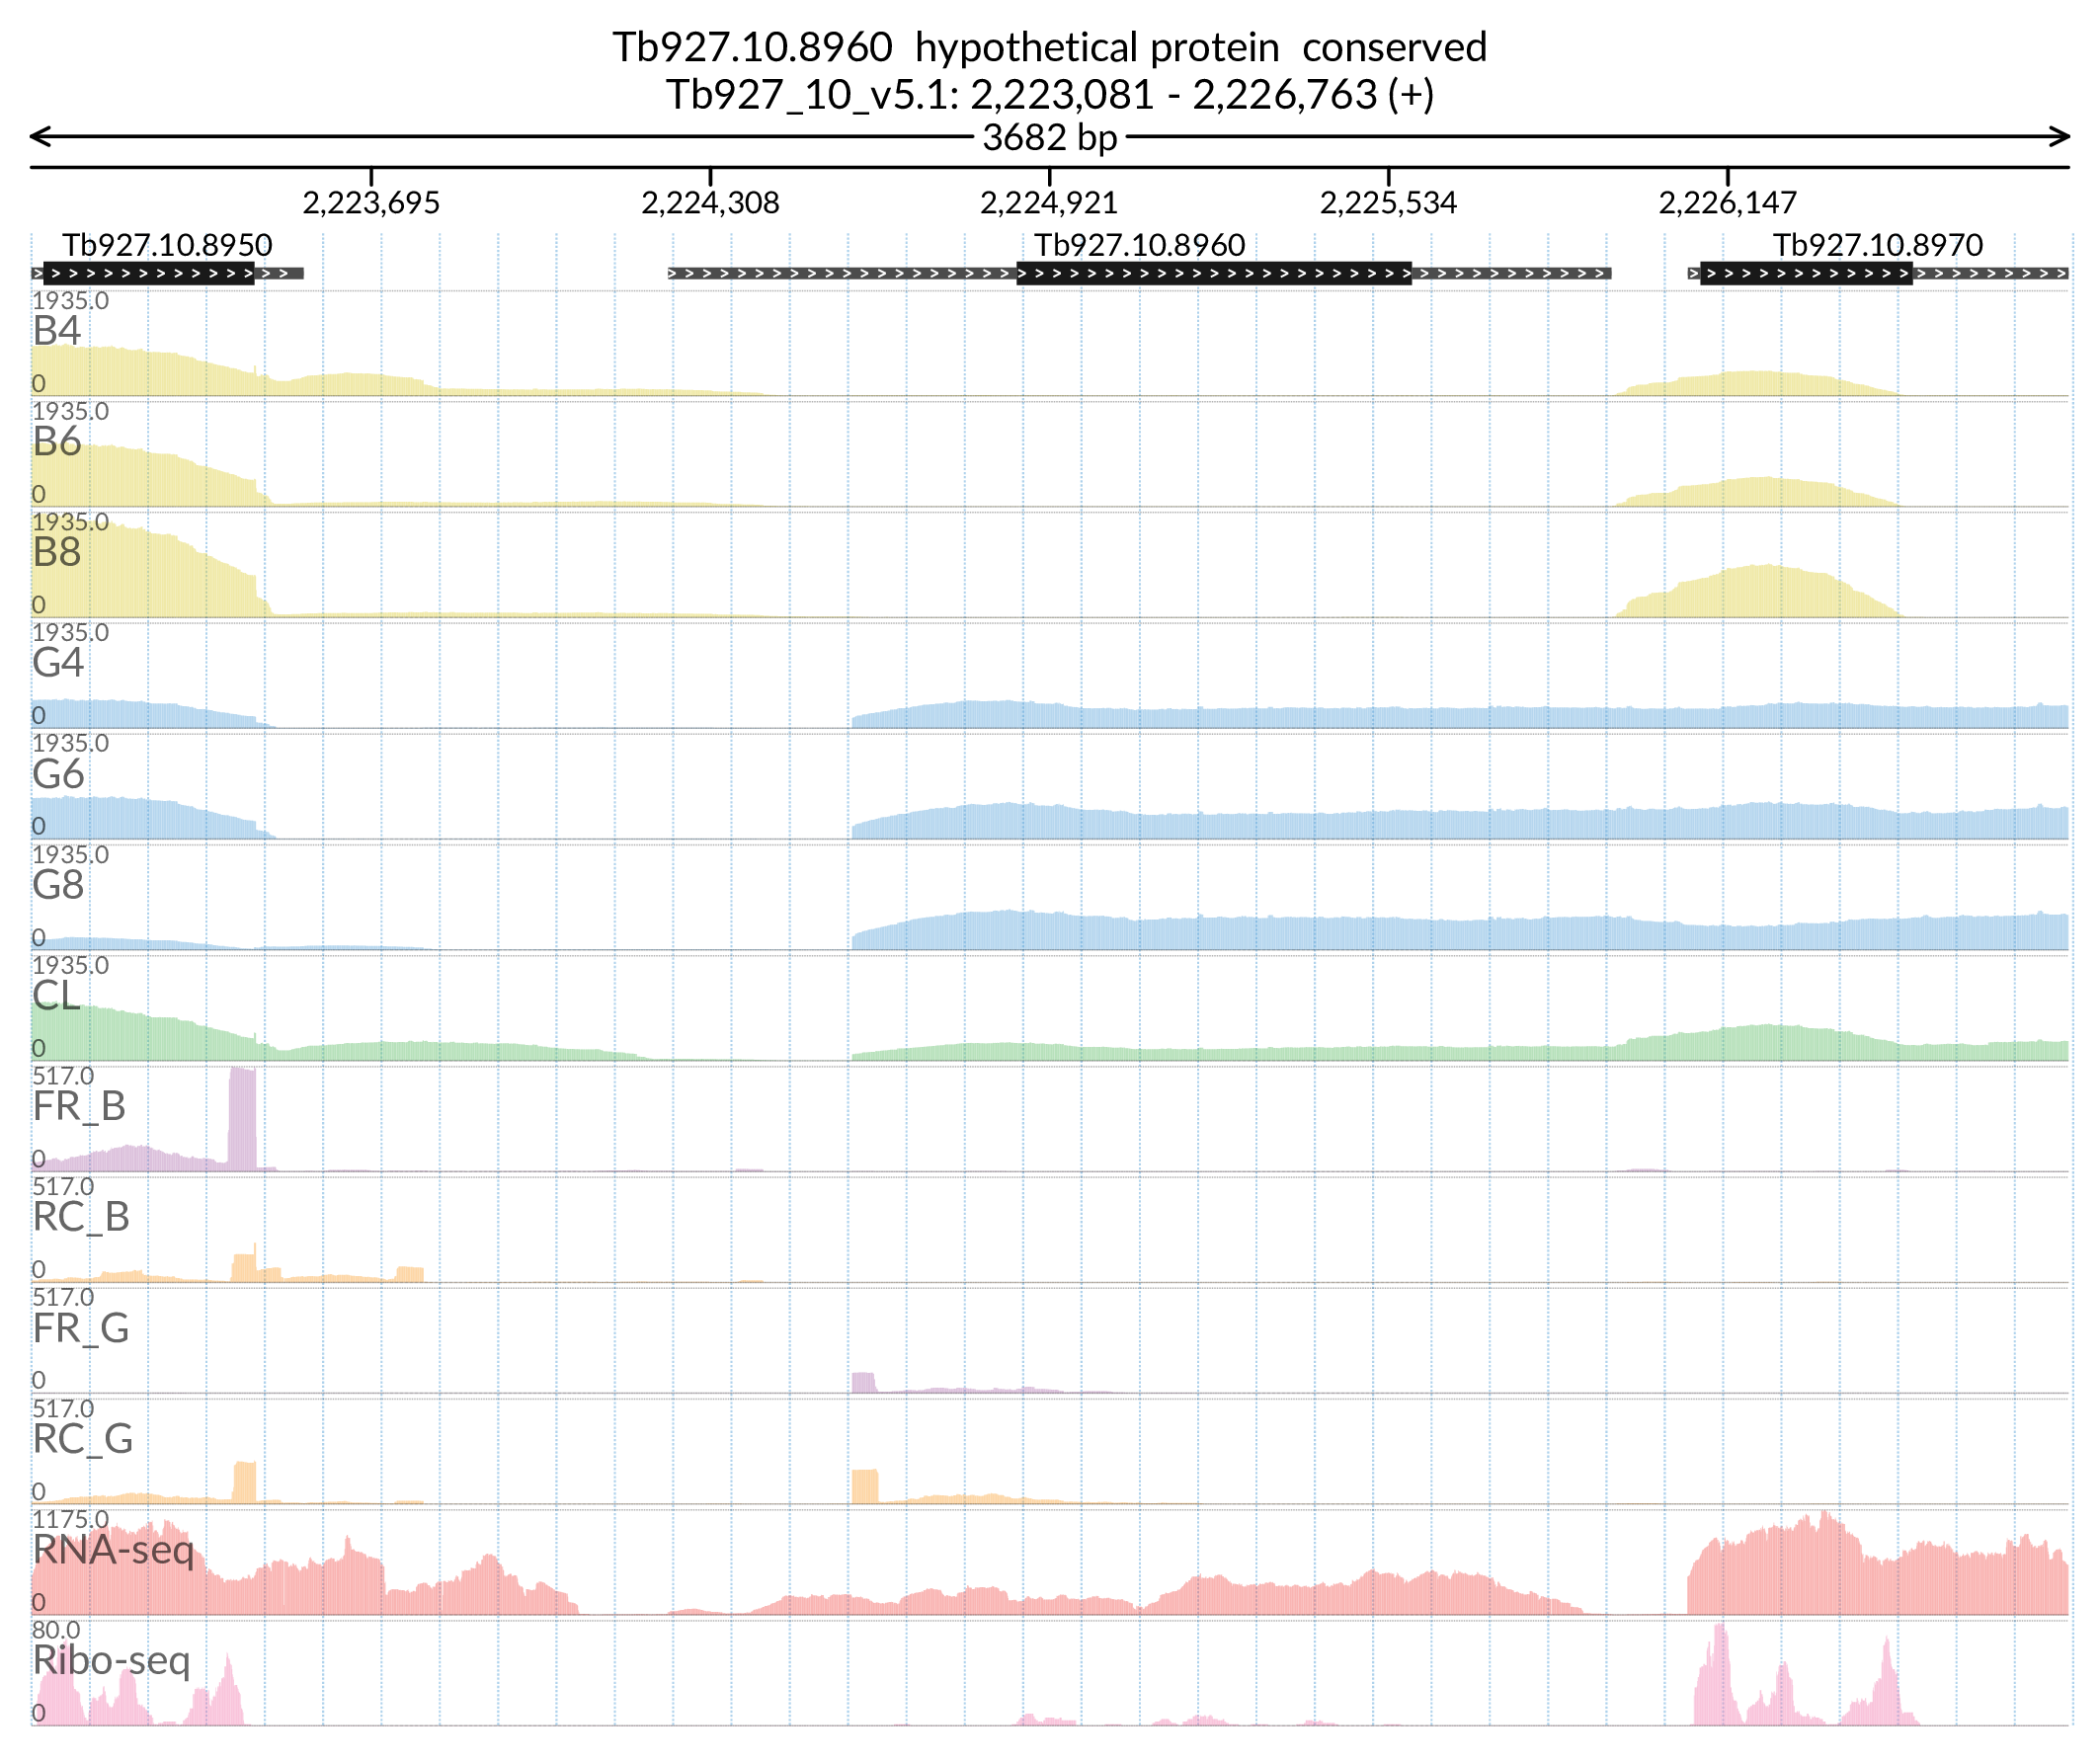 Tb927.10.8960 hypothetical protein conserved
Tb927_10_v5.1: 2,223,081 - 2,226,763 (+)
3682 bp
2,223,695 2,224,308 2,224,921 2,225,534 2,226,147
Tb927.10.8950 Tb927.10.8960 Tb927.10.8970
1935.0
B4
0
1935.0
B6
0
1935.0
B8
0
1935.0
G4
0
1935.0
G6
0
1935.0
G8
0
1935.0
CL
0
517.0
FR_B
0
517.0
RC_B
0
517.0
FR_G
0
517.0
RC_G
0
1175.0
RNA-seq
0
80.0
Ribo-seq
0